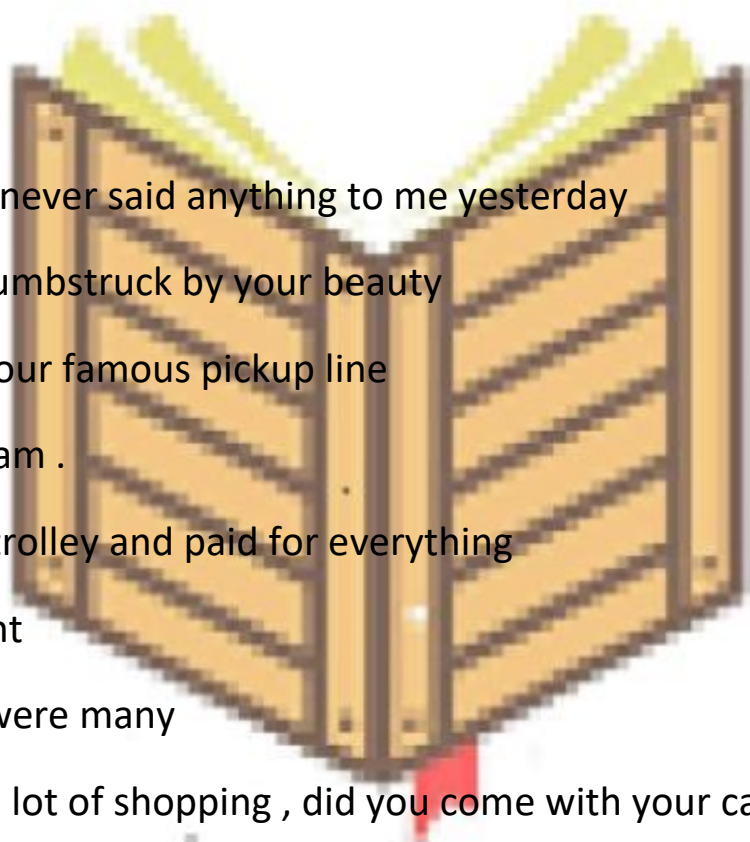 never said anything to me yesterday
umbstruck by your beauty
our famous pickup line
am .
rolley and paid for everything
nt
were many
lot of shopping , did you come with your ca